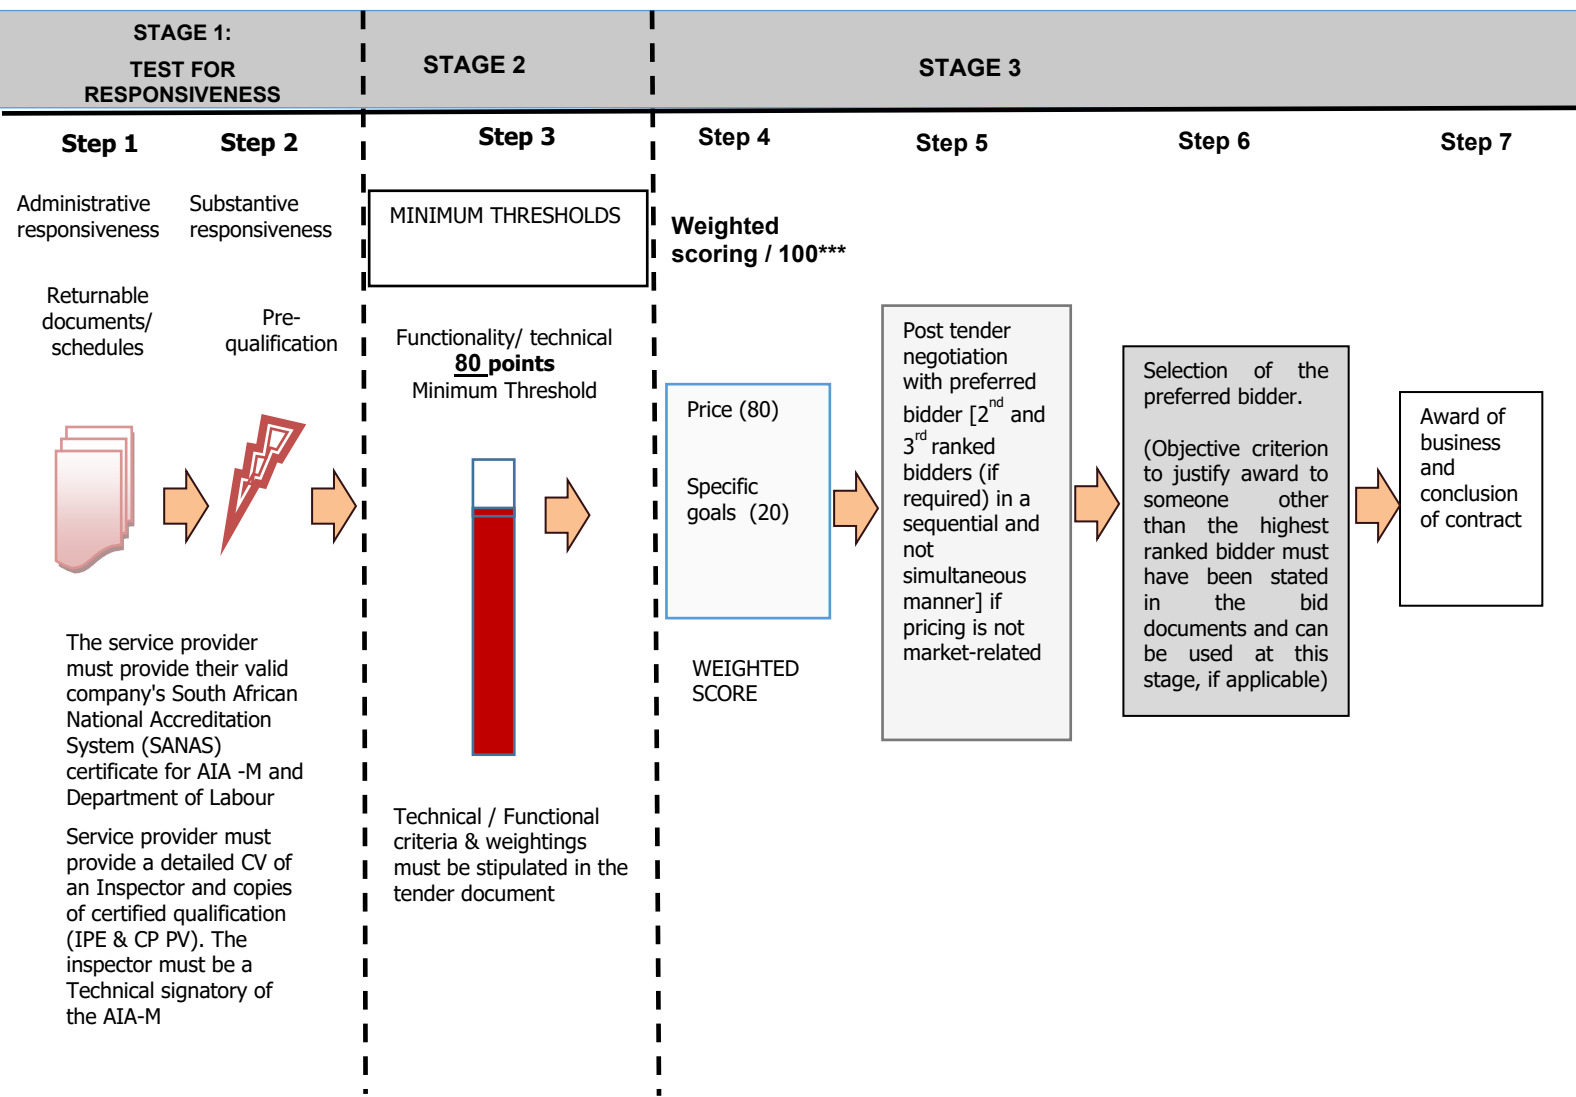 STAGE 1:
TEST FOR
RESPONSIVENESS
STAGE 2
STAGE 3
Step 1
Step 2
Step 3
Step 4
Step 5
Step 6
Step 7
Administrative
responsiveness
Substantive
responsiveness
MINIMUM THRESHOLDS
Weighted
scoring / 100***
Returnable
documents/
schedules
Pre-
qualification
Functionality/ technical
80 points
Minimum Threshold
Price (80)
Specific
goals (20)
WEIGHTED
SCORE
Post tender
negotiation
with preferred
bidder [2nd and
3rd ranked
bidders (if
required) in a
sequential and
not
simultaneous
manner] if
pricing is not
market-related
Selection of the
preferred bidder.
(Objective criterion
to justify award to
someone other
than the highest
ranked bidder must
have been stated
in the bid
documents and can
be used at this
stage, if applicable)
Award of
business
and
conclusion
of contract
The service provider
must provide their valid
company's South African
National Accreditation
System (SANAS)
certificate for AIA -M and
Department of Labour
Service provider must
provide a detailed CV of
an Inspector and copies
of certified qualification
(IPE & CP PV). The
inspector must be a
Technical signatory of
the AIA-M
Technical / Functional
criteria & weightings
must be stipulated in the
tender document